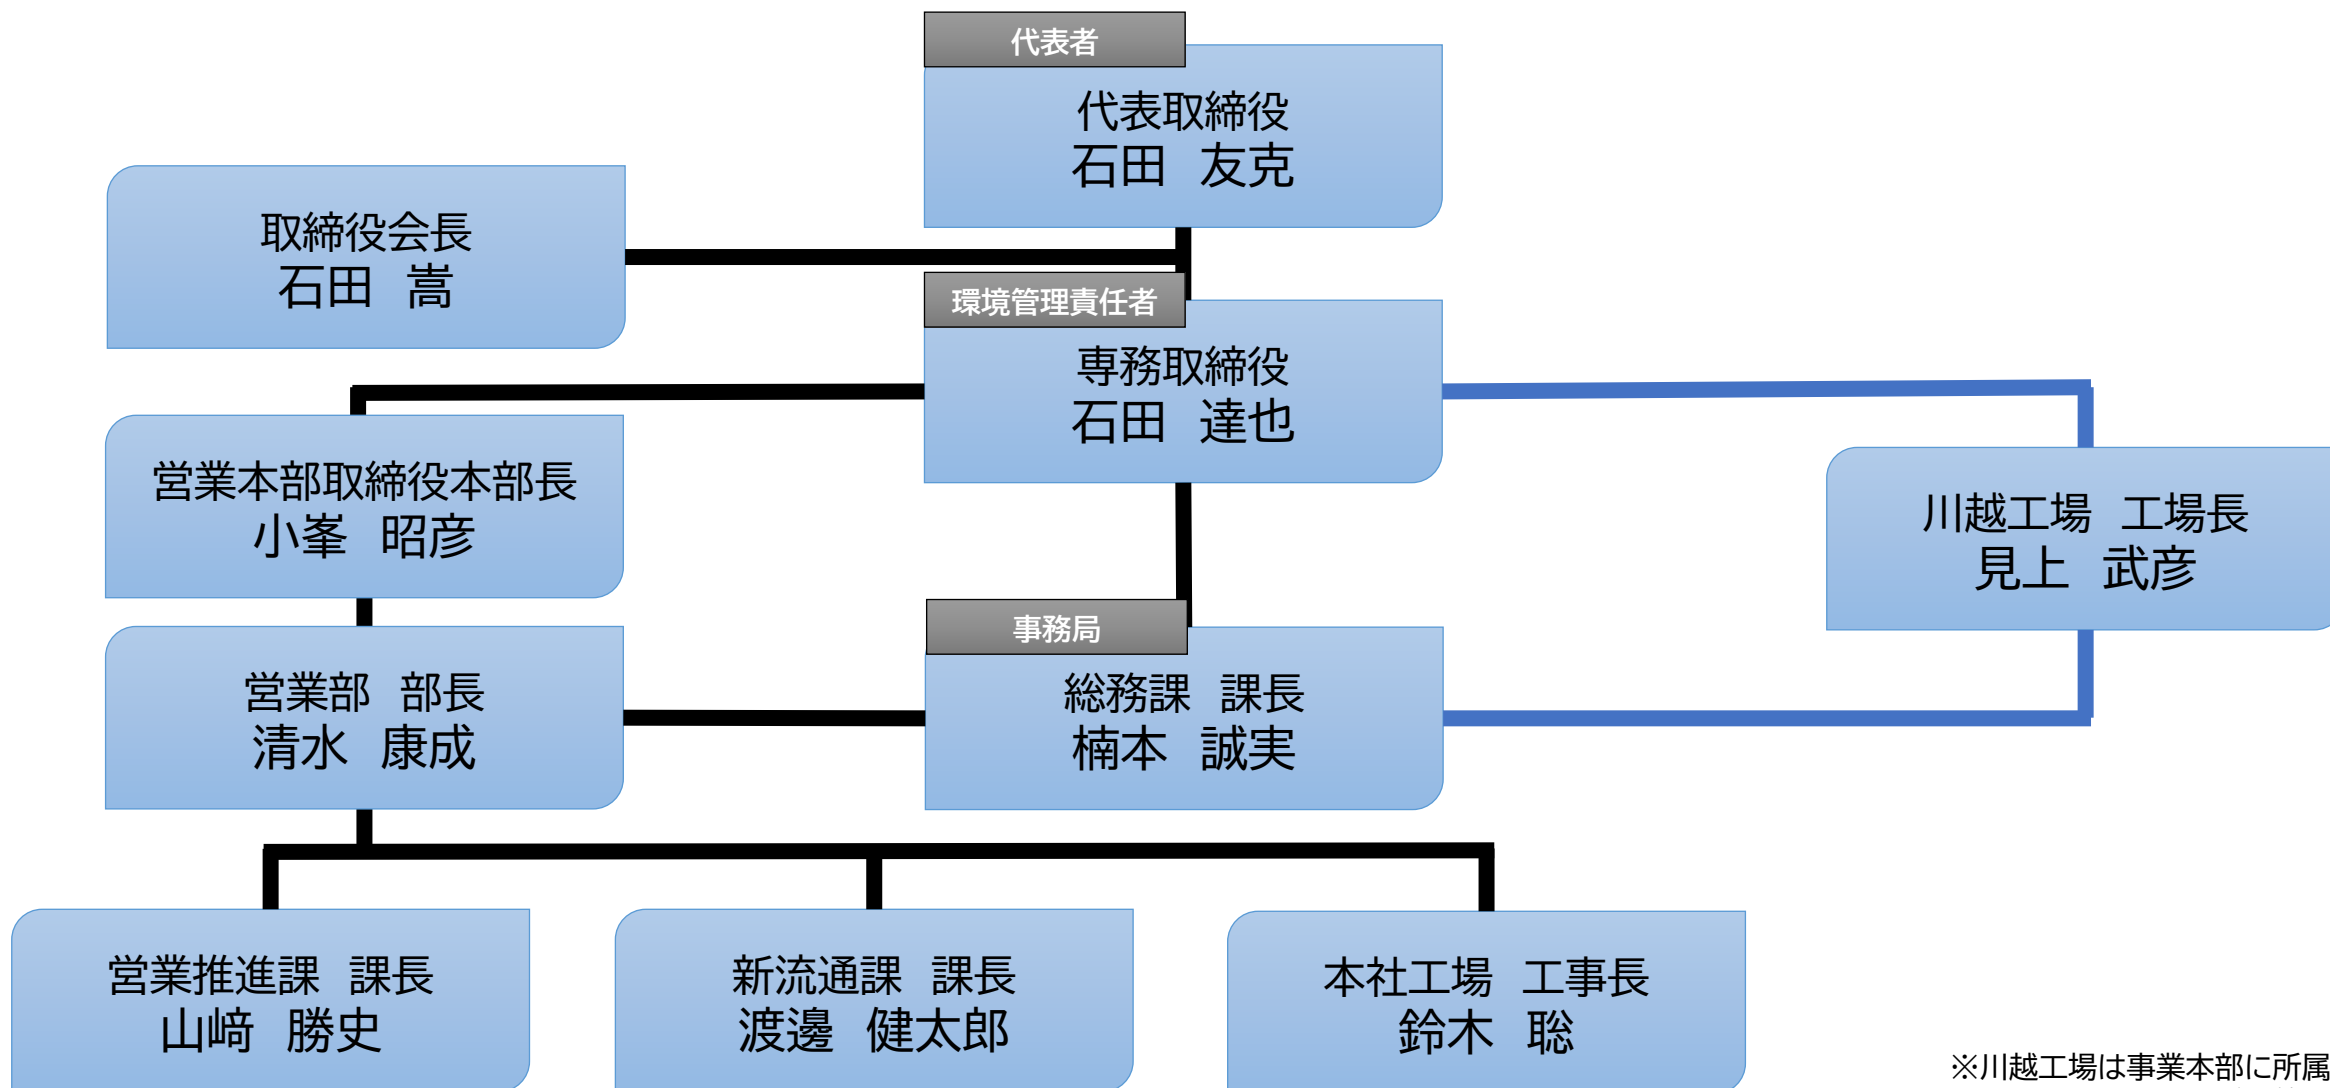 代表者
代表取締役
石田 友克
取締役会長
石田 嵩
環境管理責任者
専務取締役
石田 達也
営業本部取締役本部長
小峯 昭彦
川越工場 工場長
見上 武彦
営業部 部長
清水 康成
事務局
総務課 課長
楠本 誠実
営業推進課 課長
山﨑 勝史
新流通課 課長
渡邊 健太郎
本社工場 工事長
鈴木 聡
※川越工場は事業本部に所属